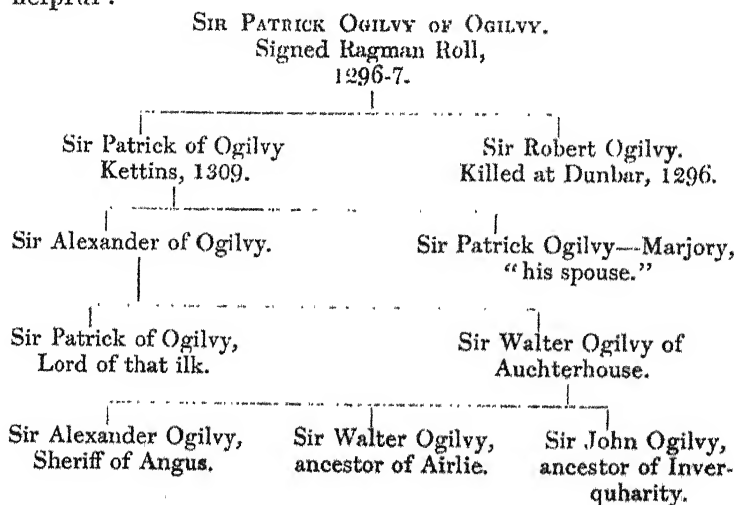 helpful:
Sir Patrick Ogilvy of Ogilvy.
Signed Ragman Roll,
1296-7.
Sir Patrick of Ogilvy
Kettins, 1309.
Sir Robert Ogilvy.
Killed at Dunbar, 1296.
Sir Alexander of Ogilvy.
Sir Patrick Ogilvy—Marjory,
“his spouse.”
Sir Patrick of Ogilvy,
Lord of that ilk.
Sir Walter Ogilvy of
Auchterhouse.
Sir Alexander Ogilvy,
Sheriff of Angus.
Sir Walter Ogilvy,
ancestor of Airlie.
Sir John Ogilvy,
ancestor of Inver-
quharity.